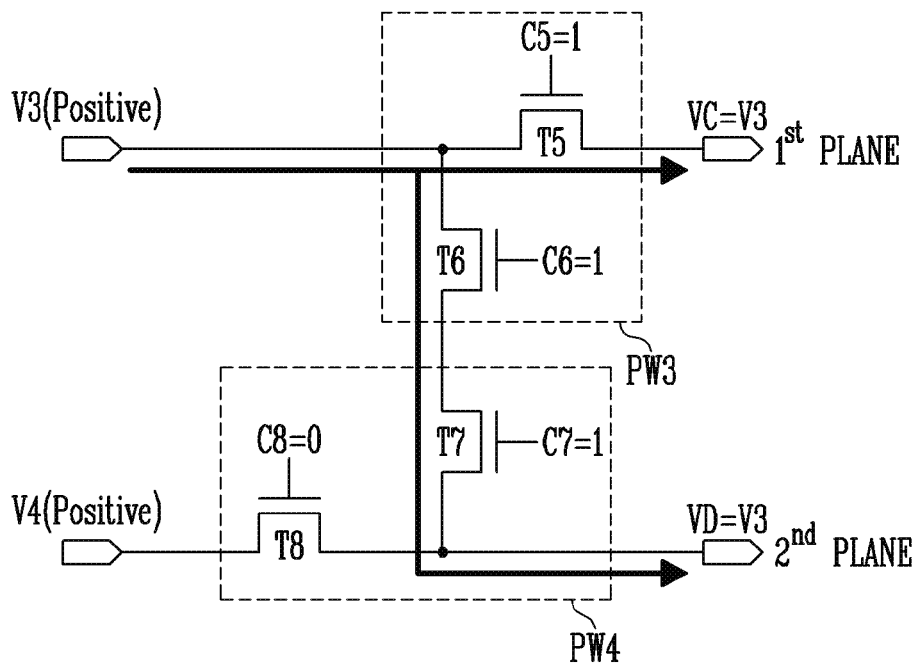 C5=1
V3(Positive)
VC=V3
T5
1st PLANE
T6
C6=1
PW3
C8=0
T7
C7=1
V4(Positive)
VD=V3
T8
2nd PLANE
PW4